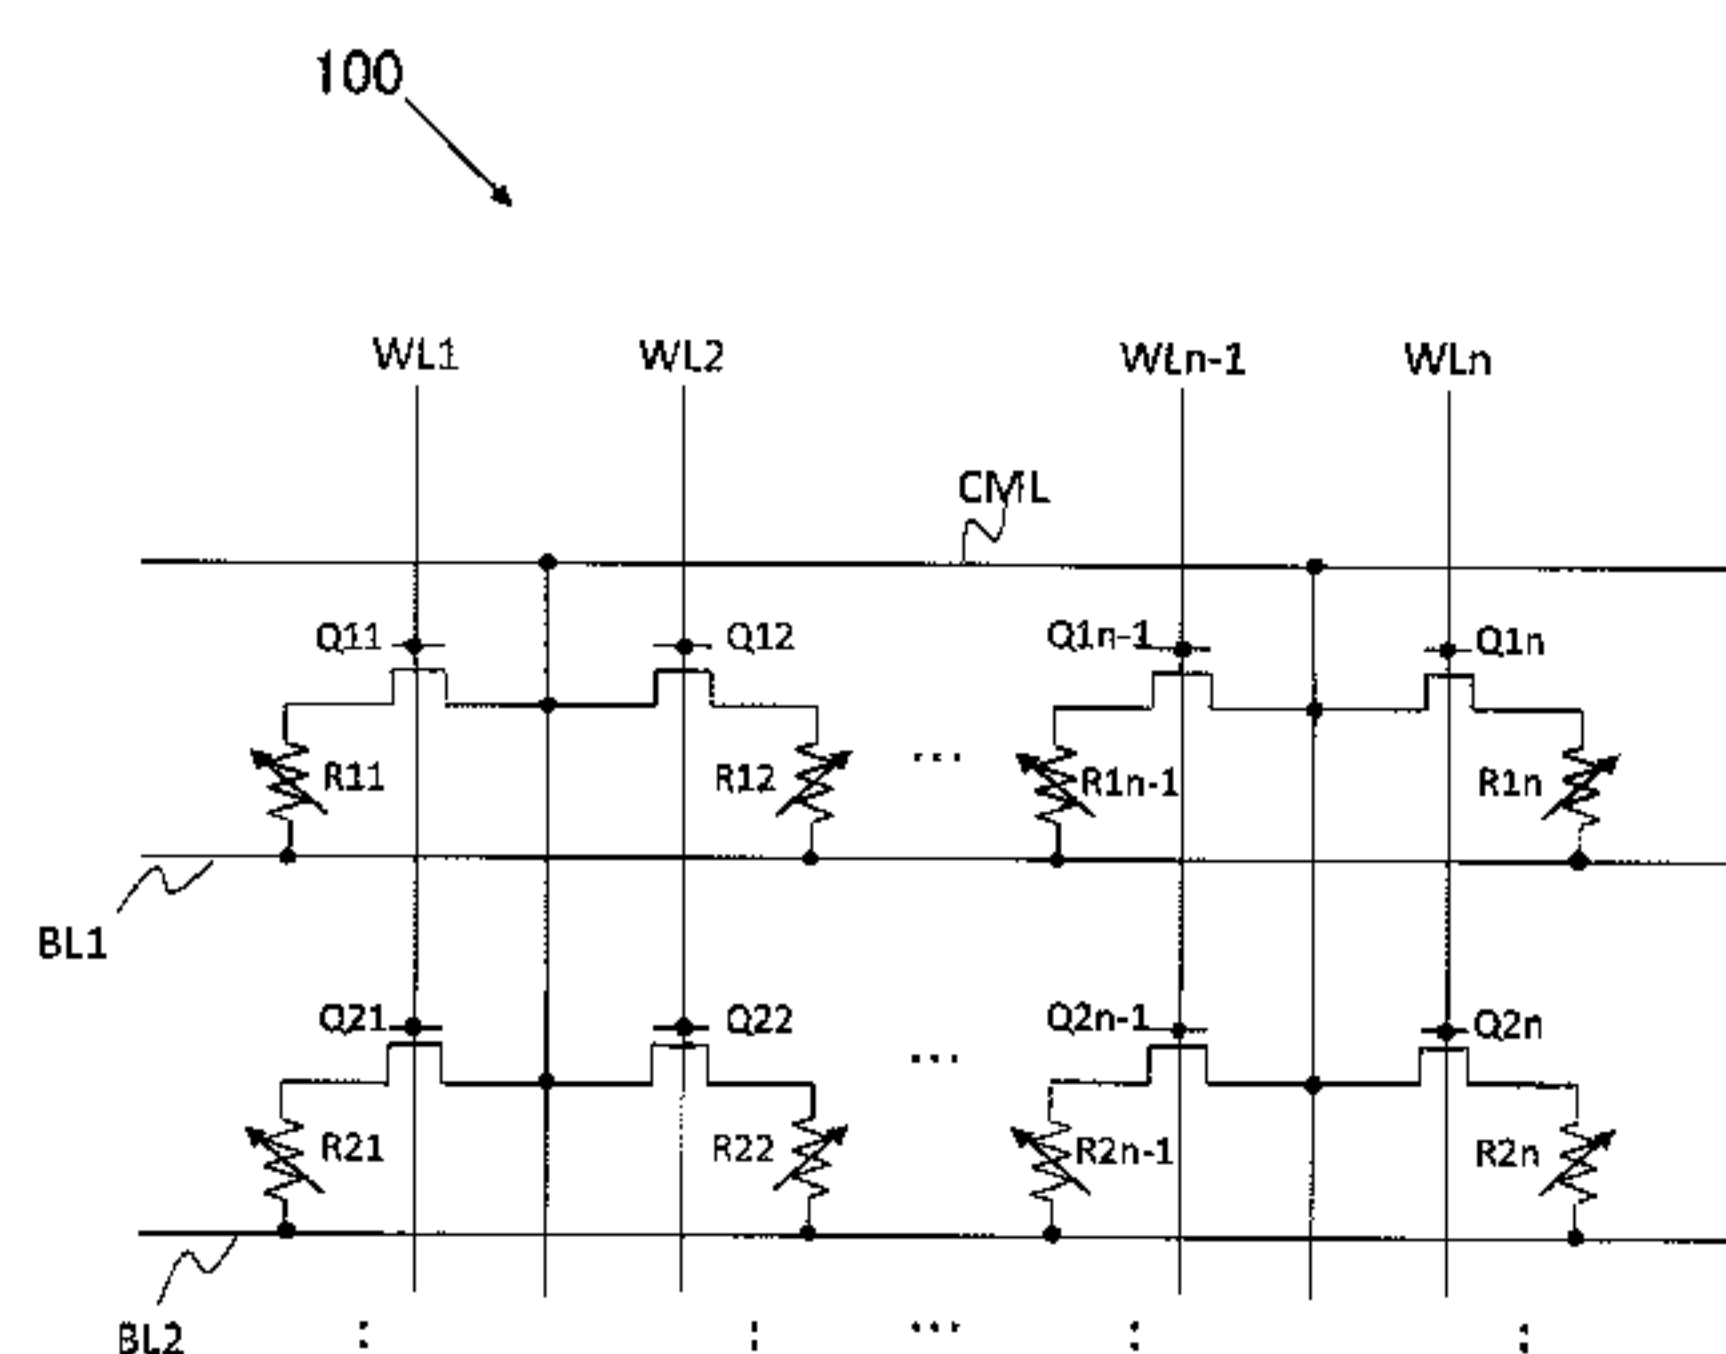 100
WL1 WL2 WLn-1 WLn
CML
Q11 Q12 Q1n-1 Q1n
R11 R12 ... R1n-1 R1n
BL1
Q21 Q22 Q2n-1 Q2n
...
R21 R22 R2n-1 R2n
BL2 : : ... : :